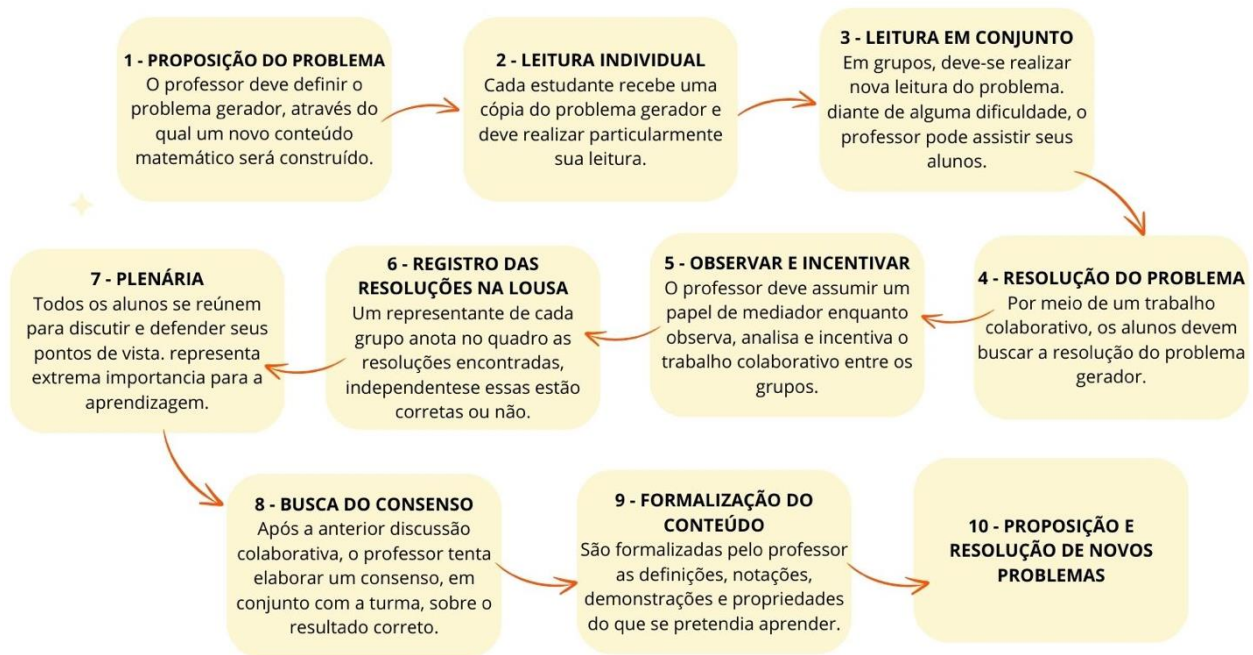 1 - PROPOSIÇÃO DO PROBLEMA
O professor deve definir o
problema gerador, através do
qual um novo conteúdo
matemático será construído.
2 - LEITURA INDIVIDUAL
Cada estudante recebe uma
cópia do problema gerador e
deve realizar particularmente
sua leitura.
3 - LEITURA EM CONJUNTO
Em grupos, deve-se realizar
nova leitura do problema.
diante de alguma dificuldade, o
professor pode assistir seus
alunos.
4 - RESOLUÇÃO DO PROBLEMA
Por meio de um trabalho
colaborativo, os alunos devem
buscar a resolução do problema
gerador.
5 - OBSERVAR E INCENTIVAR
O professor deve assumir um
papel de mediador enquanto
observa, analisa e incentiva o
trabalho colaborativo entre os
grupos.
6 - REGISTRO DAS
RESOLUÇÕES NA LOUSA
Um representante de cada
grupo anota no quadro as
resoluções encontradas,
independentese essas estão
corretas ou não.
7 - PLENÁRIA
Todos os alunos se reúnem
para discutir e defender seus
pontos de vista. representa
extrema importancia para a
aprendizagem.
8 - BUSCA DO CONSENSO
Após a anterior discussão
colaborativa, o professor tenta
elaborar um consenso, em
conjunto com a turma, sobre o
resultado correto.
9 - FORMALIZAÇÃO DO
CONTEÚDO
São formalizadas pelo professor
as definições, notações,
demonstrações e propriedades
do que se pretendia aprender.
10 - PROPOSIÇÃO E
RESOLUÇÃO DE NOVOS
PROBLEMAS